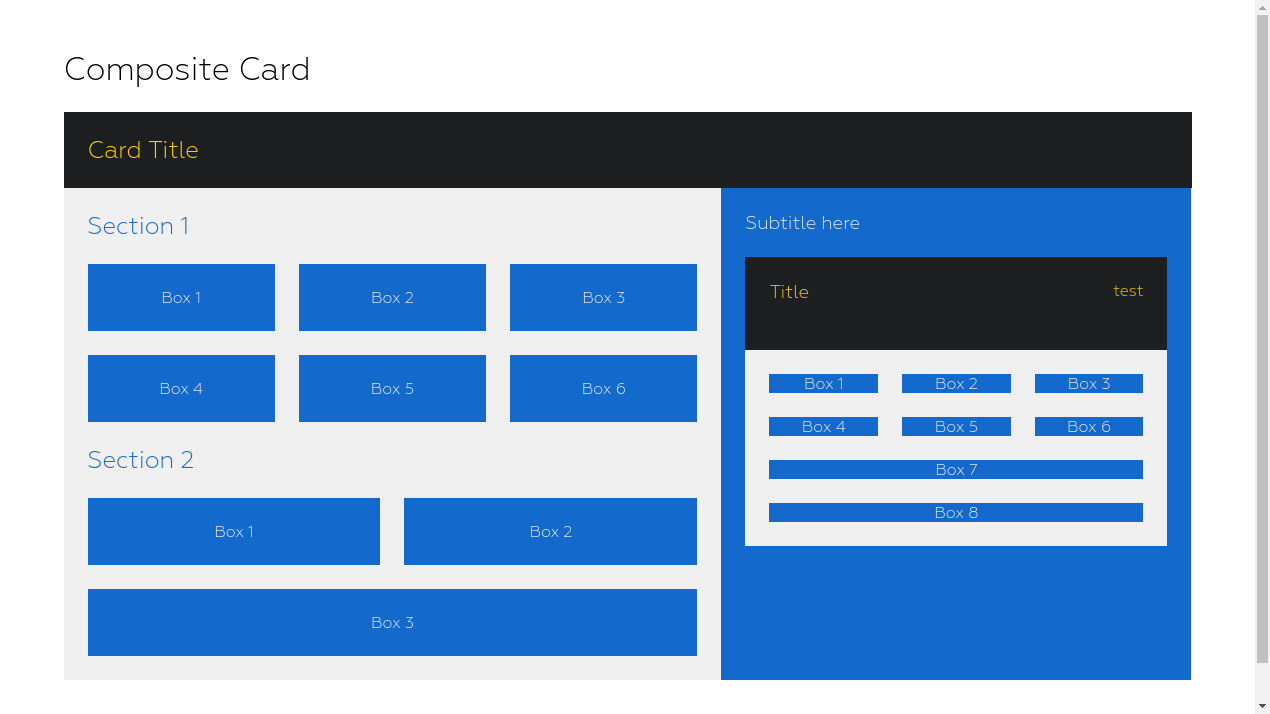 Composite Card
Card Title
Section 1
Box 1
Box 2
Box 3
Box 4
Box 5
Box 6
Section 2
Box 1
Box 2
Box 3
Subtitle here
Title
test
Box 1
Box 2
Box 3
Box 4
Box 5
Box 6
Box 7
Box 8